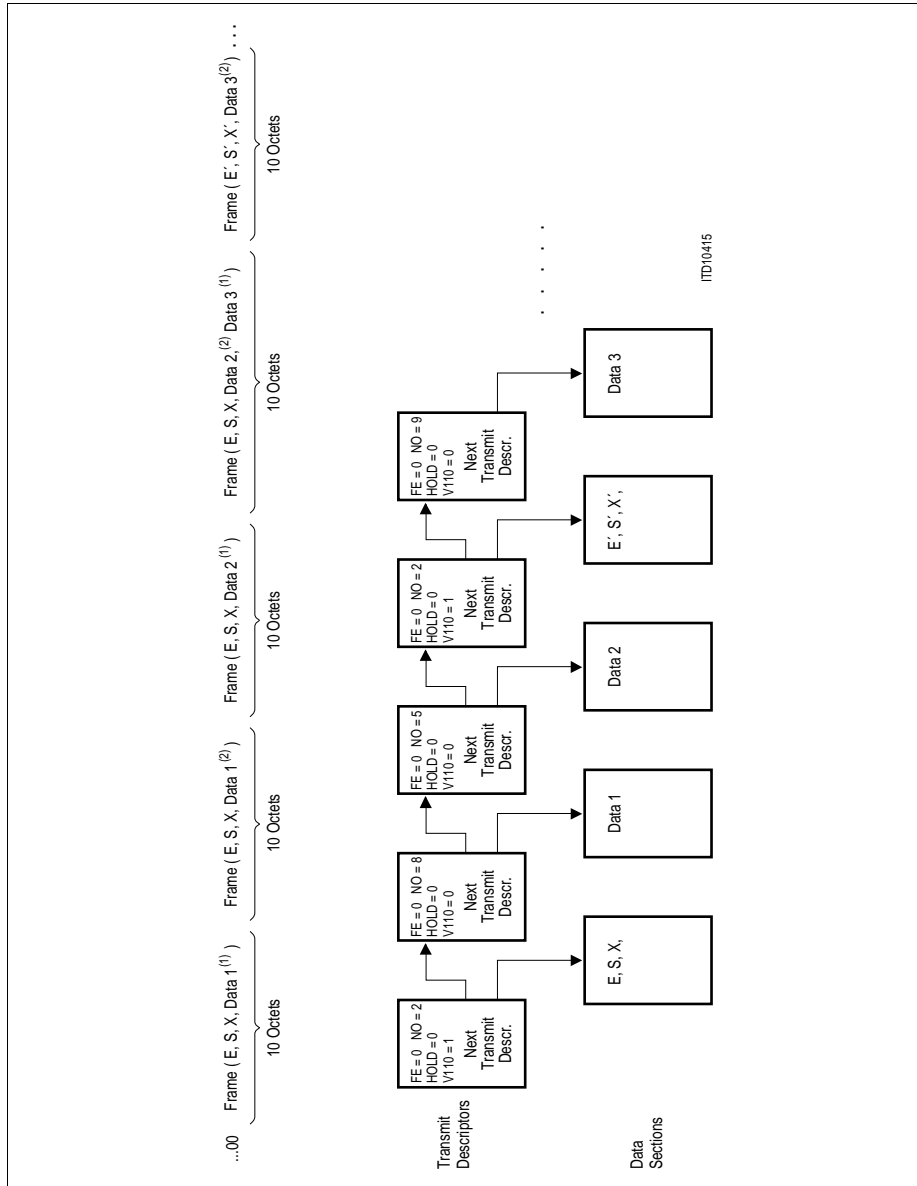 ...00
Frame ( E, S, X, Data 1 (1) )
Frame ( E, S, X, Data 1 (2) )
Frame ( E, S, X, Data 2 (1) )
Frame ( E, S, X, Data 2, (2) Data 3 (1) )
Frame ( E´, S´, X´, Data 3 (2) ) ...
10 Octets
10 Octets
10 Octets
10 Octets
10 Octets
Transmit
Descriptors
FE = 0 NO = 2
HOLD = 0
V110 = 1
Next
Transmit
Descr.
FE = 0 NO = 8
HOLD = 0
V110 = 0
Next
Transmit
Descr.
FE = 0 NO = 5
HOLD = 0
V110 = 0
Next
Transmit
Descr.
FE = 0 NO = 2
HOLD = 0
V110 = 1
Next
Transmit
Descr.
FE = 0 NO = 9
HOLD = 0
V110 = 0
Next
Transmit
Descr.
. . . . .
Data
Sections
E, S, X,
Data 1
Data 2
E´, S´, X´,
Data 3
ITD10415